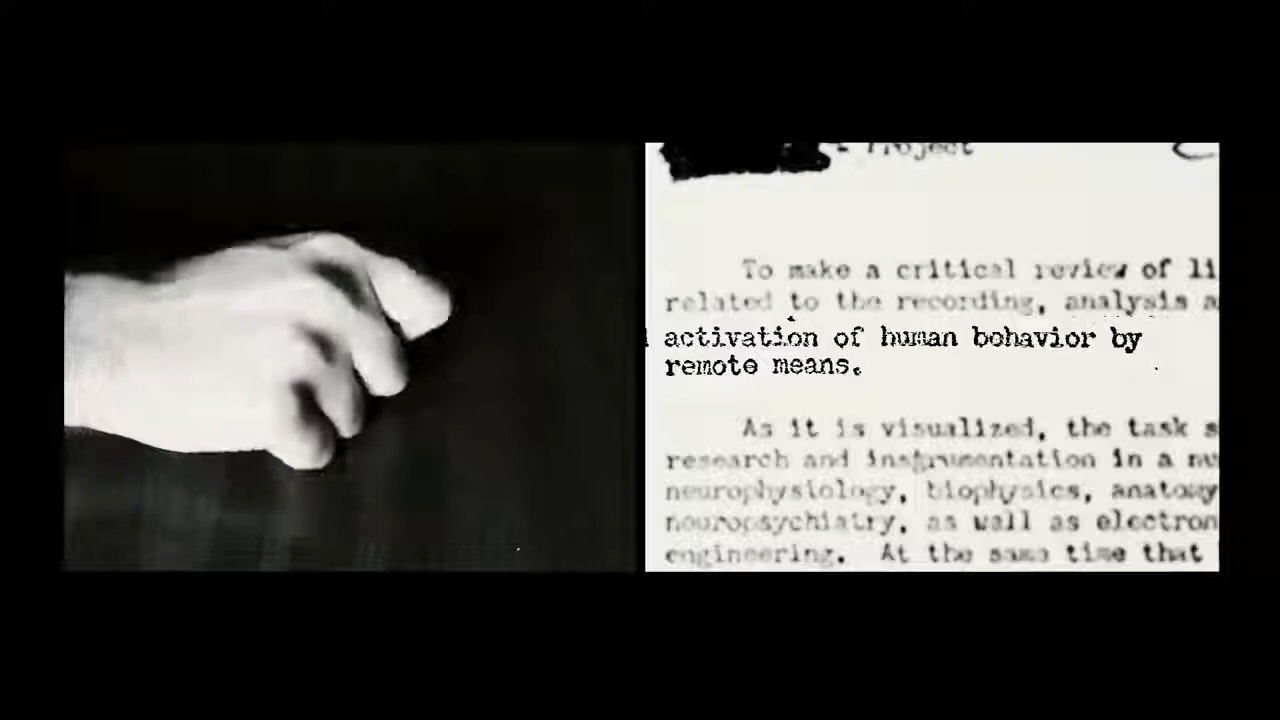 - Project
To make a critical review of li
related to the recording, analysis a
activation of human bohavior by
remote means.
As it is visualized, the task s
research and instrumentation in a nu
neurophysiology, biophysics, anatomy
neuropsychiatry, as wall as electron
engineering. At the same time that